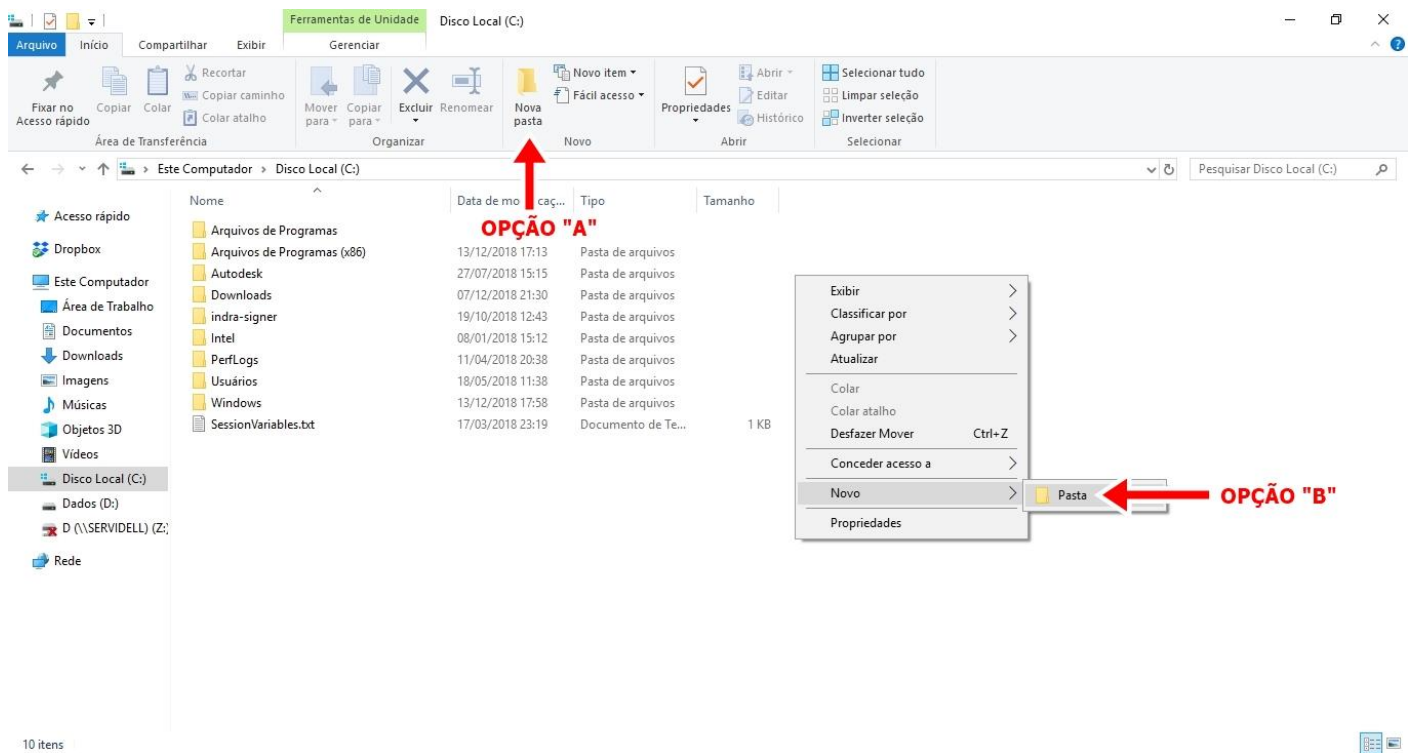 Ferramentas de Unidade Disco Local (C:)
Arquivo Início Compartilhar Exibir Gerenciar
Fixar no
Acesso rápido
Copiar
Colar
Recortar
Copiar caminho
Colar atalho
Área de Transferência
Mover
para
Copiar
para
Excluir
Renomear
Organizar
Nova
pasta
Novo item
Fácil acesso
Novo
Propriedades
Abrir
Editar
Histórico
Abrir
Selecionar tudo
Limpar seleção
Inverter seleção
Selecionar
Este Computador > Disco Local (C:)
Pesquisar Disco Local (C:)
Acesso rápido
Dropbox
Este Computador
Área de Trabalho
Documentos
Downloads
Imagens
Músicas
Objetos 3D
Vídeos
Disco Local (C:)
Dados (D:)
D (\\SERVIDELL) (Z:)
Rede
Nome Data de mo caç... Tipo Tamanho
OPÇÃO "A"
Arquivos de Programas
Arquivos de Programas (x86) 13/12/2018 17:13 Pasta de arquivos
Autodesk 27/07/2018 15:15 Pasta de arquivos
Downloads 07/12/2018 21:30 Pasta de arquivos
indra-signer 19/10/2018 12:43 Pasta de arquivos
Intel 08/01/2018 15:12 Pasta de arquivos
PerfLogs 11/04/2018 20:38 Pasta de arquivos
Usuários 18/05/2018 11:38 Pasta de arquivos
Windows 13/12/2018 17:58 Pasta de arquivos
SessionVariables.txt 17/03/2018 23:19 Documento de Te... 1 KB
Exibir
Classificar por
Agrupar por
Atualizar
Colar
Colar atalho
Desfazer Mover Ctrl+Z
Conceder acesso a
Novo
Propriedades
Pasta
OPÇÃO "B"
10 itens